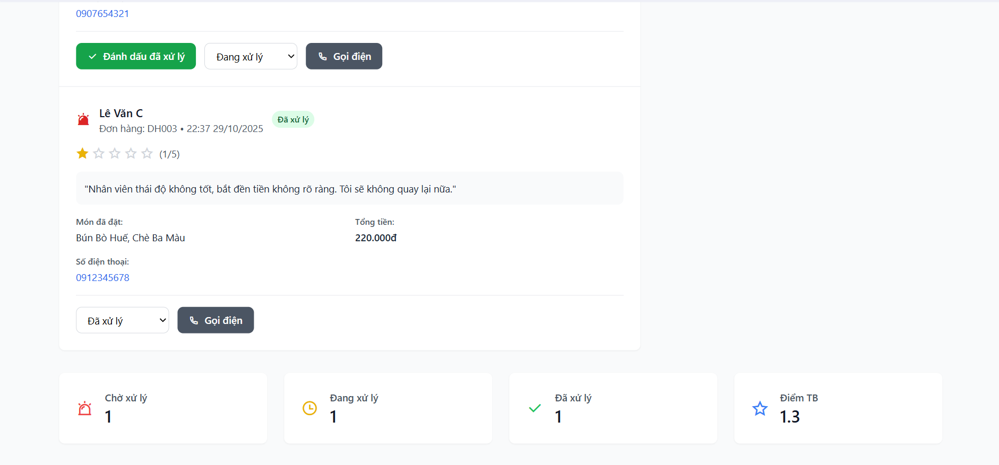 0907654321
Đánh dấu đã xử lý
Đang xử lý
Gọi điện
Lê Văn C
Đơn hàng: DH003 • 22:37 29/10/2025
Đã xử lý
(1/5)
"Nhân viên thái độ không tốt, bắt đền tiền không rõ ràng. Tôi sẽ không quay lại nữa."
Món đã đặt:
Bún Bò Huế, Chè Ba Màu
Tổng tiền:
220.000đ
Số điện thoại:
0912345678
Đã xử lý
Gọi điện
Chờ xử lý
1
Đang xử lý
1
Đã xử lý
1
Điểm TB
1.3